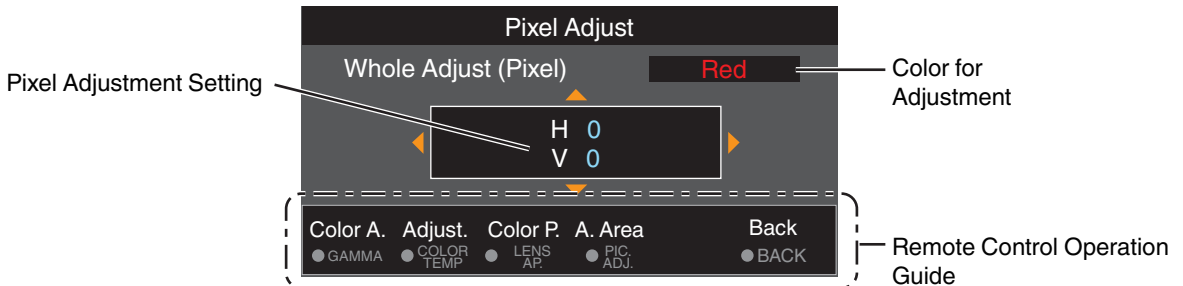 Pixel Adjust
Whole Adjust (Pixel) Red
Pixel Adjustment Setting
Color for
Adjustment
H 0
V 0
Color A. Adjust. Color P. A. Area Back
GAMMA COLOR TEMP LENS AP. PIC. ADJ. BACK
Remote Control Operation
Guide